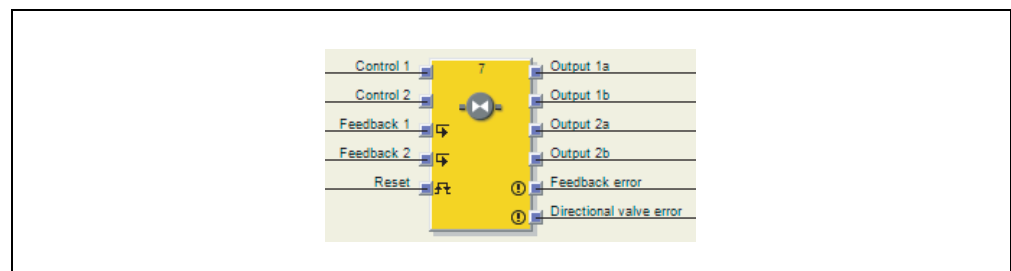 Control 1
Control 2
Feedback 1
Feedback 2
Reset
7
Output 1a
Output 1b
Output 2a
Output 2b
Feedback error
Directional valve error